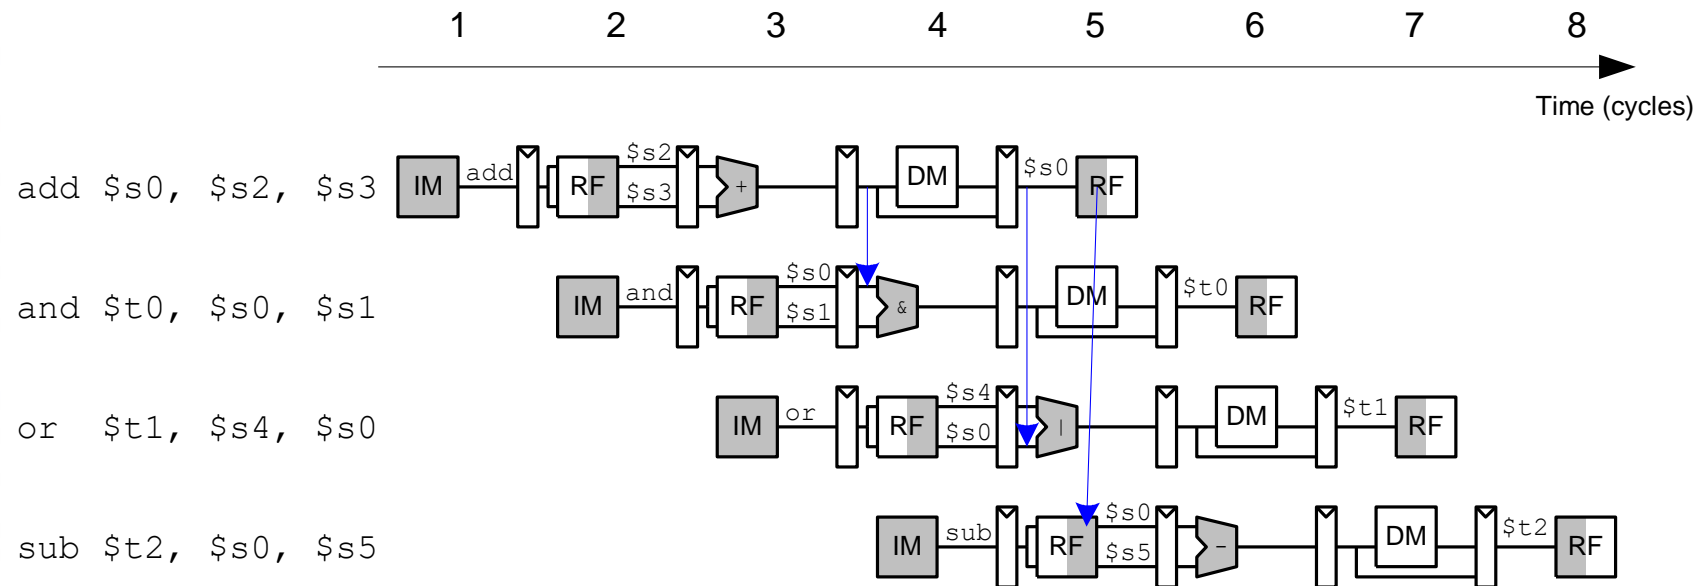 1 2 3 4 5 6 7 8
Time (cycles)
add $s0, $s2, $s3 IM add RF $s2 $s3 + DM $s0 RF
and $t0, $s0, $s1 IM and RF $s0 $s1 & DM $t0 RF
or $t1, $s4, $s0 IM or RF $s4 $s0 | DM $t1 RF
sub $t2, $s0, $s5 IM sub RF $s0 $s5 - DM $t2 RF